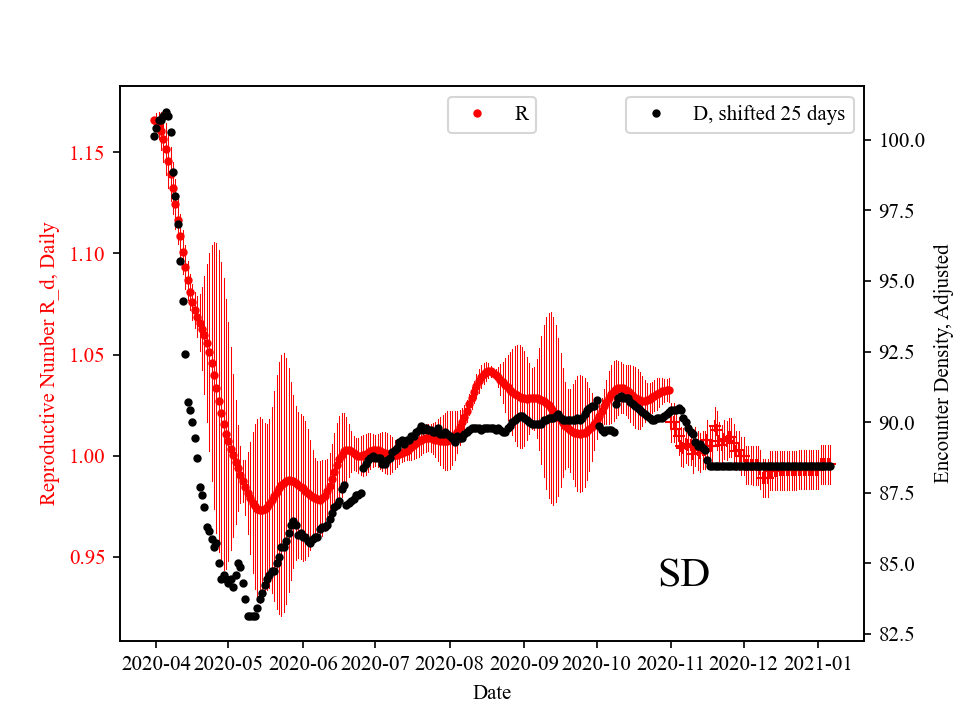 R
D, shifted 25 days
1.15
1.10
1.05
1.00
0.95
Reproductive Number R_d, Daily
100.0
97.5
95.0
92.5
90.0
87.5
85.0
82.5
Encounter Density, Adjusted
SD
2020-04 2020-05 2020-06 2020-07 2020-08 2020-09 2020-10 2020-11 2020-12 2021-01
Date